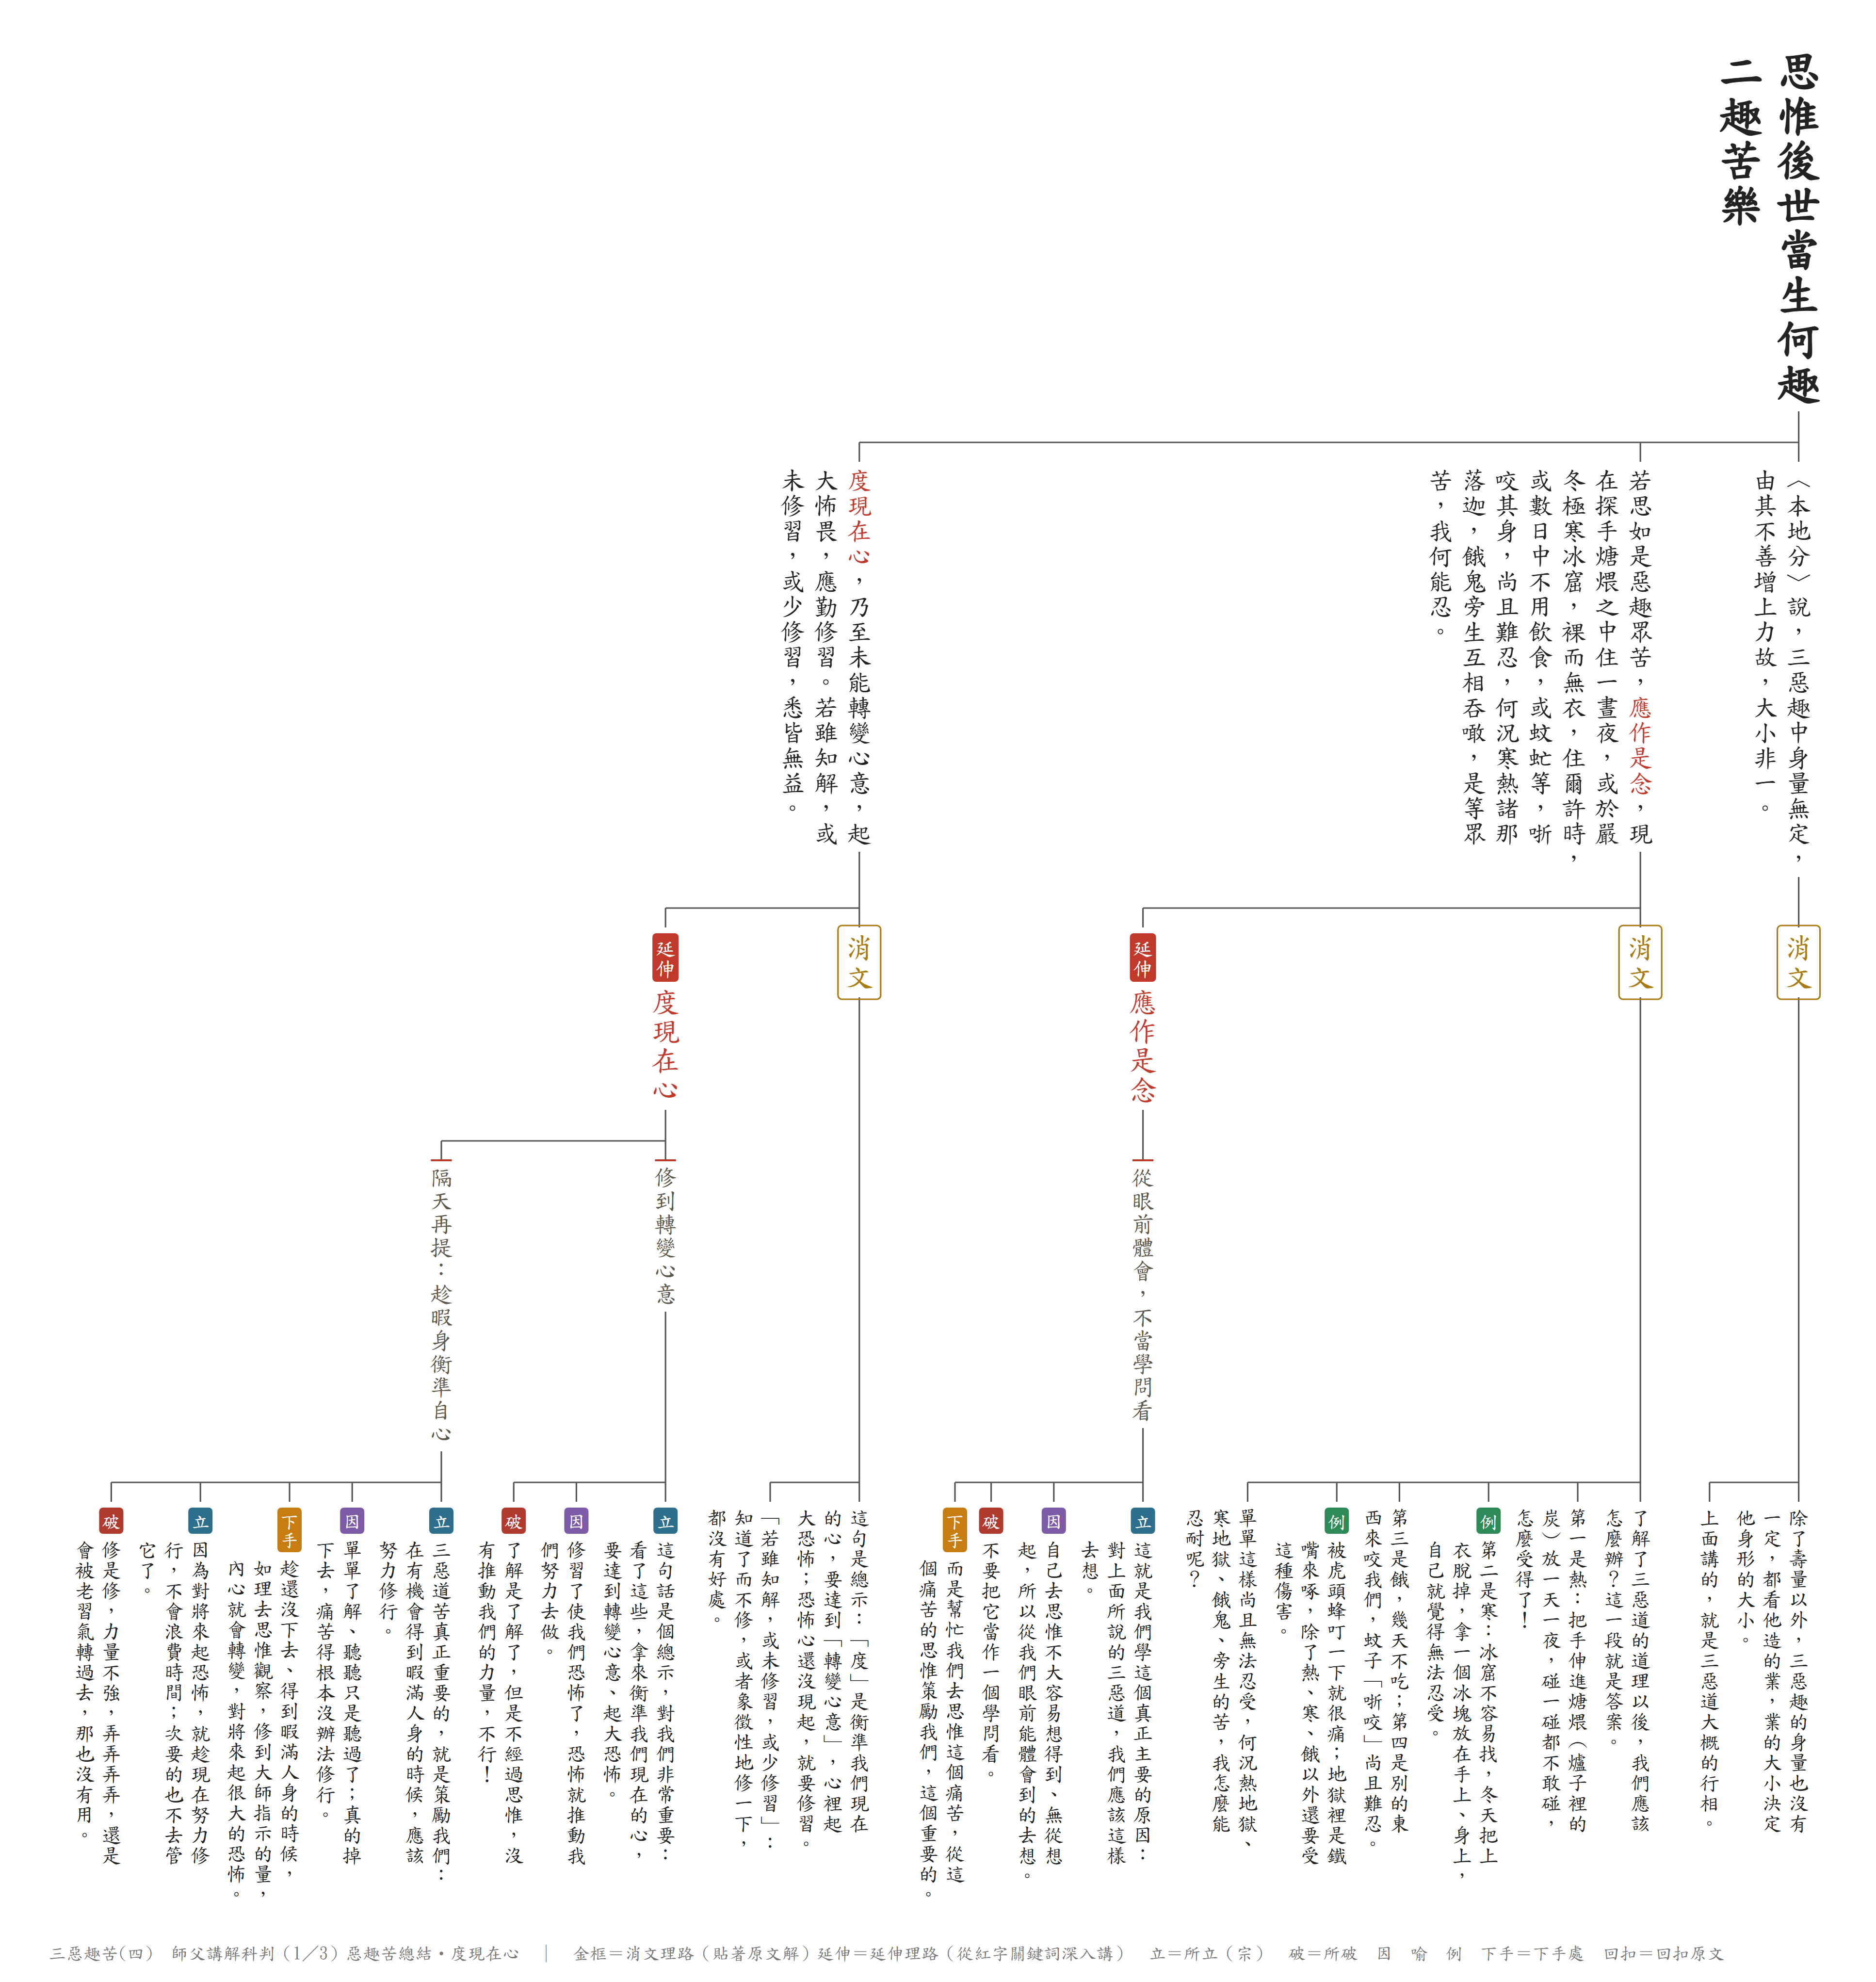 思惟後世當生何趣
二趣苦樂
〈本地分〉說，三惡趣中身量無定，
由其不善增上力故，大小非一。
若思如是惡趣眾苦，應作是念，現
在探手煻煨之中住一晝夜，或於嚴
冬極寒冰窟，裸而無衣，住爾許時，
或數日中不用飲食，或蚊虻等，哳
咬其身，尚且難忍，何況寒熱諸那
落迦，餓鬼旁生互相吞噉，是等眾
苦，我何能忍。
度現在心，乃至未能轉變心意，起
大怖畏，應勤修習。若雖知解，或
未修習，或少修習，悉皆無益。
消文
消文
延伸
應作是念
消文
延伸
度現在心
從眼前體會，不當學問看
修到轉變心意
隔天再提：趁暇身衡準自心
除了壽量以外，三惡趣的身量也沒有
一定，都看他造的業，業的大小決定
他身形的大小。
上面講的，就是三惡道大概的行相。
了解了三惡道的道理以後，我們應該
怎麼辦？這一段就是答案。
第一是熱：把手伸進煻煨（爐子裡的
炭）放一天一夜，碰一碰都不敢碰，
怎麼受得了！
例
第二是寒：冰窟不容易找，冬天把上
衣脫掉，拿一個冰塊放在手上、身上，
自己就覺得無法忍受。
第三是餓，幾天不吃；第四是別的東
西來咬我們，蚊子「哳咬」尚且難忍。
例
被虎頭蜂叮一下就很痛；地獄裡是鐵
嘴來啄，除了熱、寒、餓以外還要受
這種傷害。
單單這樣尚且無法忍受，何況熱地獄、
寒地獄、餓鬼、旁生的苦，我怎麼能
忍耐呢？
立
這就是我們學這個真正主要的原因：
對上面所說的三惡道，我們應該這樣
去想。
因
自己去思惟不大容易想得到、無從想
起，所以從我們眼前能體會到的去想。
破
不要把它當作一個學問看。
下手
而是幫忙我們去思惟這個痛苦，從這
個痛苦的思惟策勵我們，這個重要的。
這句是總示：「度」是衡準我們現在
的心，要達到「轉變心意」，心裡起
大恐怖；恐怖心還沒現起，就要修習。
「若雖知解，或未修習，或少修習」：
知道了而不修，或者象徵性地修一下，
都沒有好處。
立
這句話是個總示，對我們非常重要：
看了這些，拿來衡準我們現在的心，
要達到轉變心意、起大恐怖。
因
修習了使我們恐怖了，恐怖就推動我
們努力去做。
破
了解是了解了，但是不經過思惟，沒
有推動我們的力量，不行！
立
三惡道苦真正重要的，就是策勵我們：
在有機會得到暇滿人身的時候，應該
努力修行。
因
單單了解、聽聽只是聽過了；真的掉
下去，痛苦得根本沒辦法修行。
下手
趁還沒下去、得到暇滿人身的時候，
如理去思惟觀察，修到大師指示的量，
內心就會轉變，對將來起很大的恐怖。
立
因為對將來起恐怖，就趁現在努力修
行，不會浪費時間；次要的也不去管
它了。
破
修是修，力量不強，弄弄弄弄，還是
會被老習氣轉過去，那也沒有用。
三惡趣苦(四)　師父講解科判（1／3）惡趣苦總結・度現在心　｜　金框＝消文理路（貼著原文解）延伸＝延伸理路（從紅字關鍵詞深入講）　立＝所立（宗）　破＝所破　因　喻　例　下手＝下手處　回扣＝回扣原文